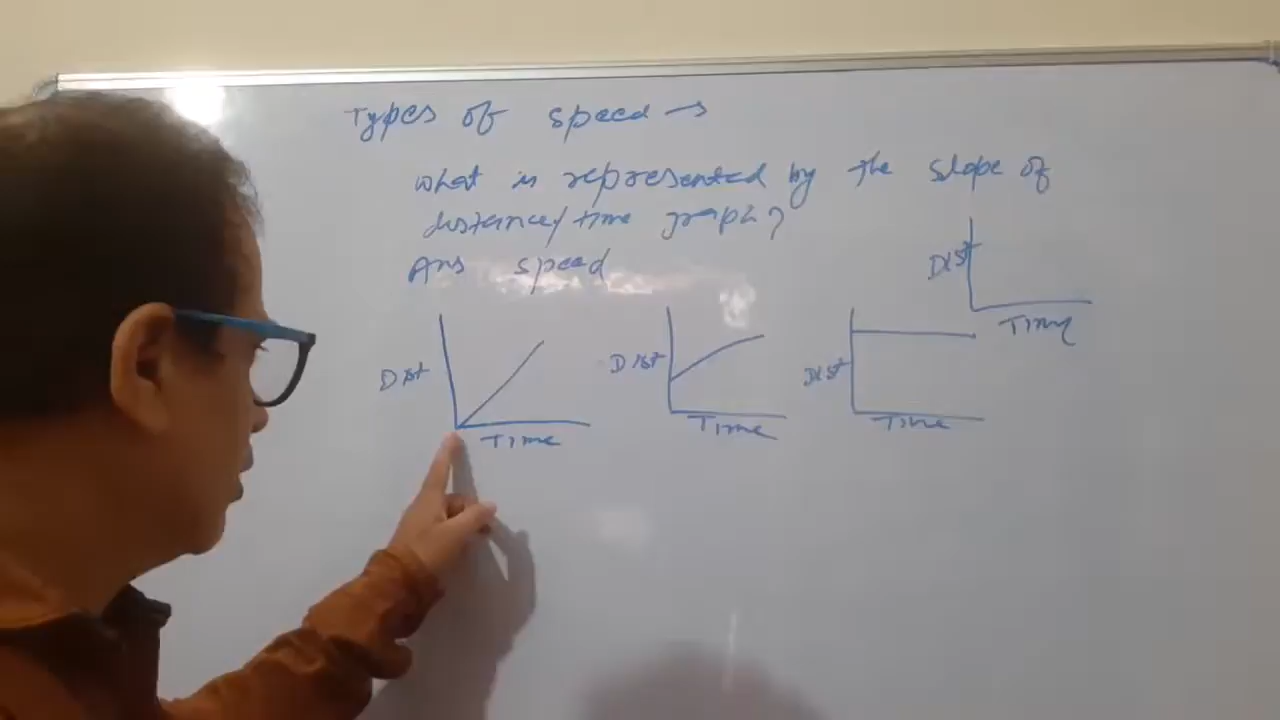 Types of speed →
What is represented by the slope of
distance/time graph?
Ans speed
Dist
Time
Dist
Time
Dist
Time
Dist
Time